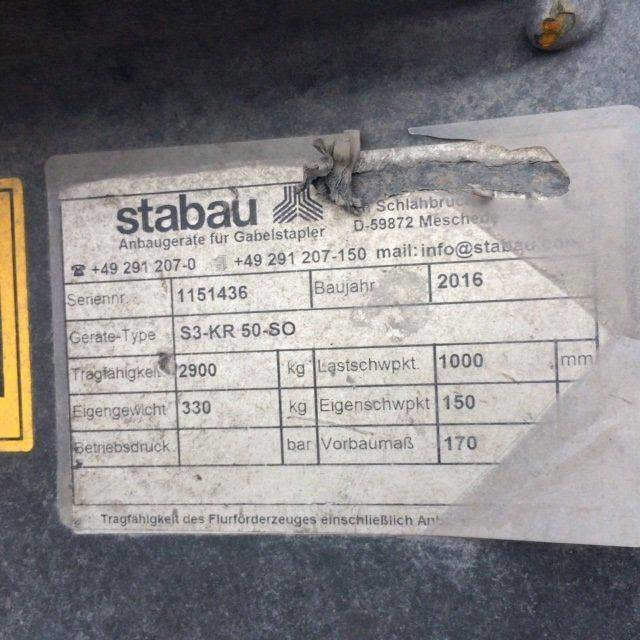 stabau
Anbaugeräte für Gabelstapler
Schlahbruch
D-59872 Meschede
☎ +49 291 207-0 +49 291 207-150 mail: info@stabau.com
Seriennr. 1151436 Baujahr 2016
Geräte-Type S3-KR 50-SO
Tragfähigkeit 2900 kg Lastschwpkt. 1000 mm
Eigengewicht 330 kg Eigenschwpkt 150
Betriebsdruck bar Vorbaumaß 170
Tragfähigkeit des Flurförderzeuges einschließlich